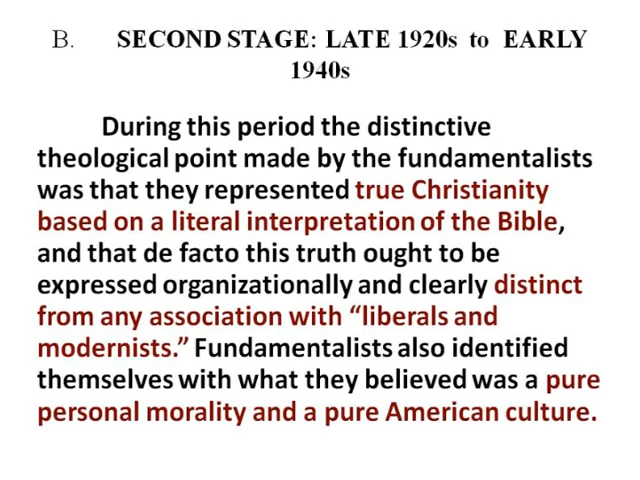 B. SECOND STAGE: LATE 1920s to EARLY
1940s
During this period the distinctive
theological point made by the fundamentalists
was that they represented true Christianity
based on a literal interpretation of the Bible,
and that de facto this truth ought to be
expressed organizationally and clearly distinct
from any association with “liberals and
modernists.” Fundamentalists also identified
themselves with what they believed was a pure
personal morality and a pure American culture.